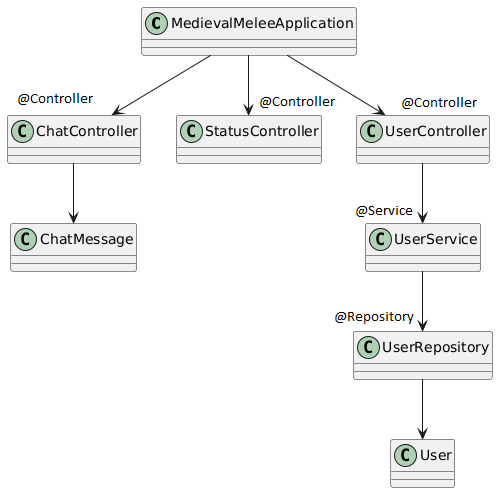 C MedievalMeleeApplication
@Controller
@Controller
@Controller
C ChatController
C StatusController
C UserController
@Service
C ChatMessage
C UserService
@Repository
C UserRepository
C User